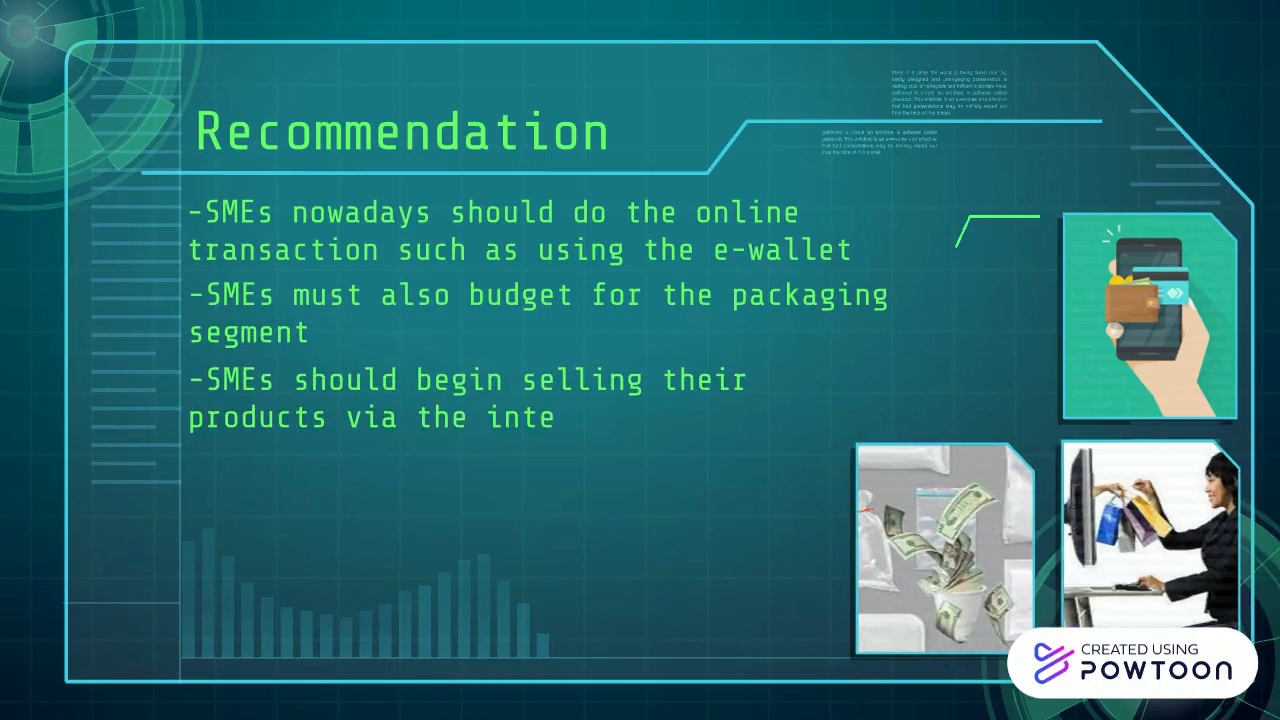 Recommendation
-SMEs nowadays should do the online
transaction such as using the e-wallet
-SMEs must also budget for the packaging
segment
-SMEs should begin selling their
products via the inte
CREATED USING
POWTOON